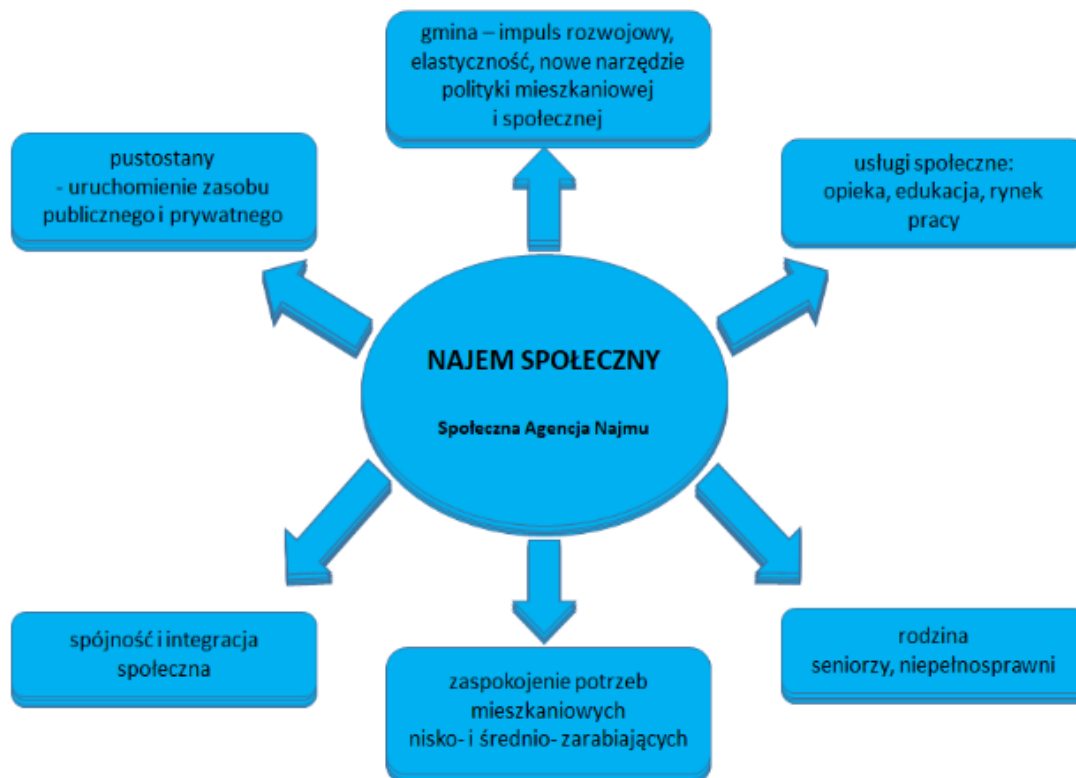 gmina – impuls rozwojowy,
elastyczność, nowe narzędzie
polityki mieszkaniowej
i społecznej
pustostany
- uruchomienie zasobu
publicznego i prywatnego
usługi społeczne:
opieka, edukacja, rynek
pracy
NAJEM SPOŁECZNY
Społeczna Agencja Najmu
spójność i integracja
społeczna
zaspokojenie potrzeb
mieszkaniowych
nisko- i średnio- zarabiających
rodzina
seniorzy, niepełnosprawni